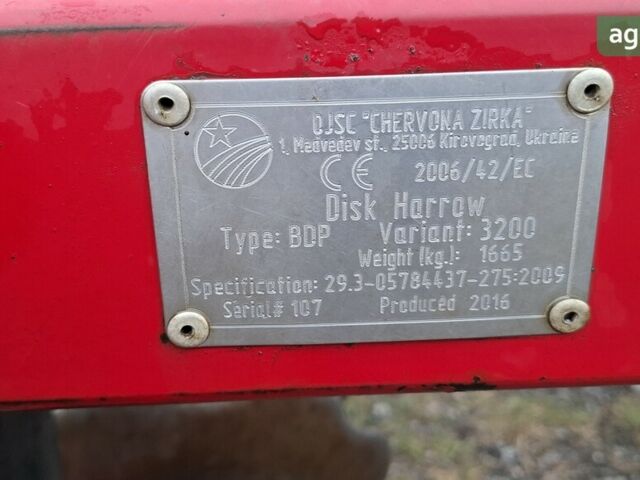 ag
OJSC "CHERVONA ZIRKA"
1, Medvedev st., 25006 Kirovograd, Ukraine
CE 2006/42/EC
Disk Harrow
Type: BDP Variant: 3200
Weight (kg.): 1665
Specification: 29.3-05784437-275:2009
Serial# 107 Produced 2016